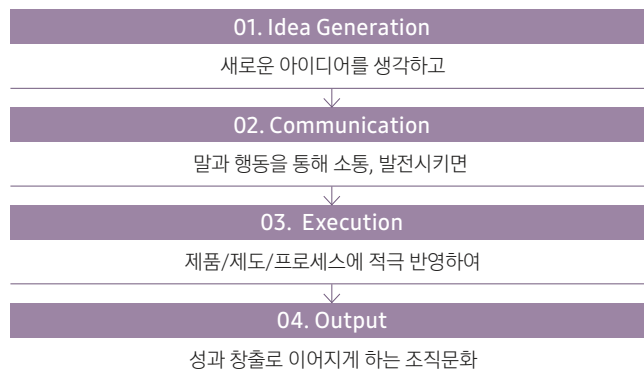 01. Idea Generation
새로운 아이디어를 생각하고
02. Communication
말과 행동을 통해 소통, 발전시키면
03. Execution
제품/제도/프로세스에 적극 반영하여
04. Output
성과 창출로 이어지게 하는 조직문화